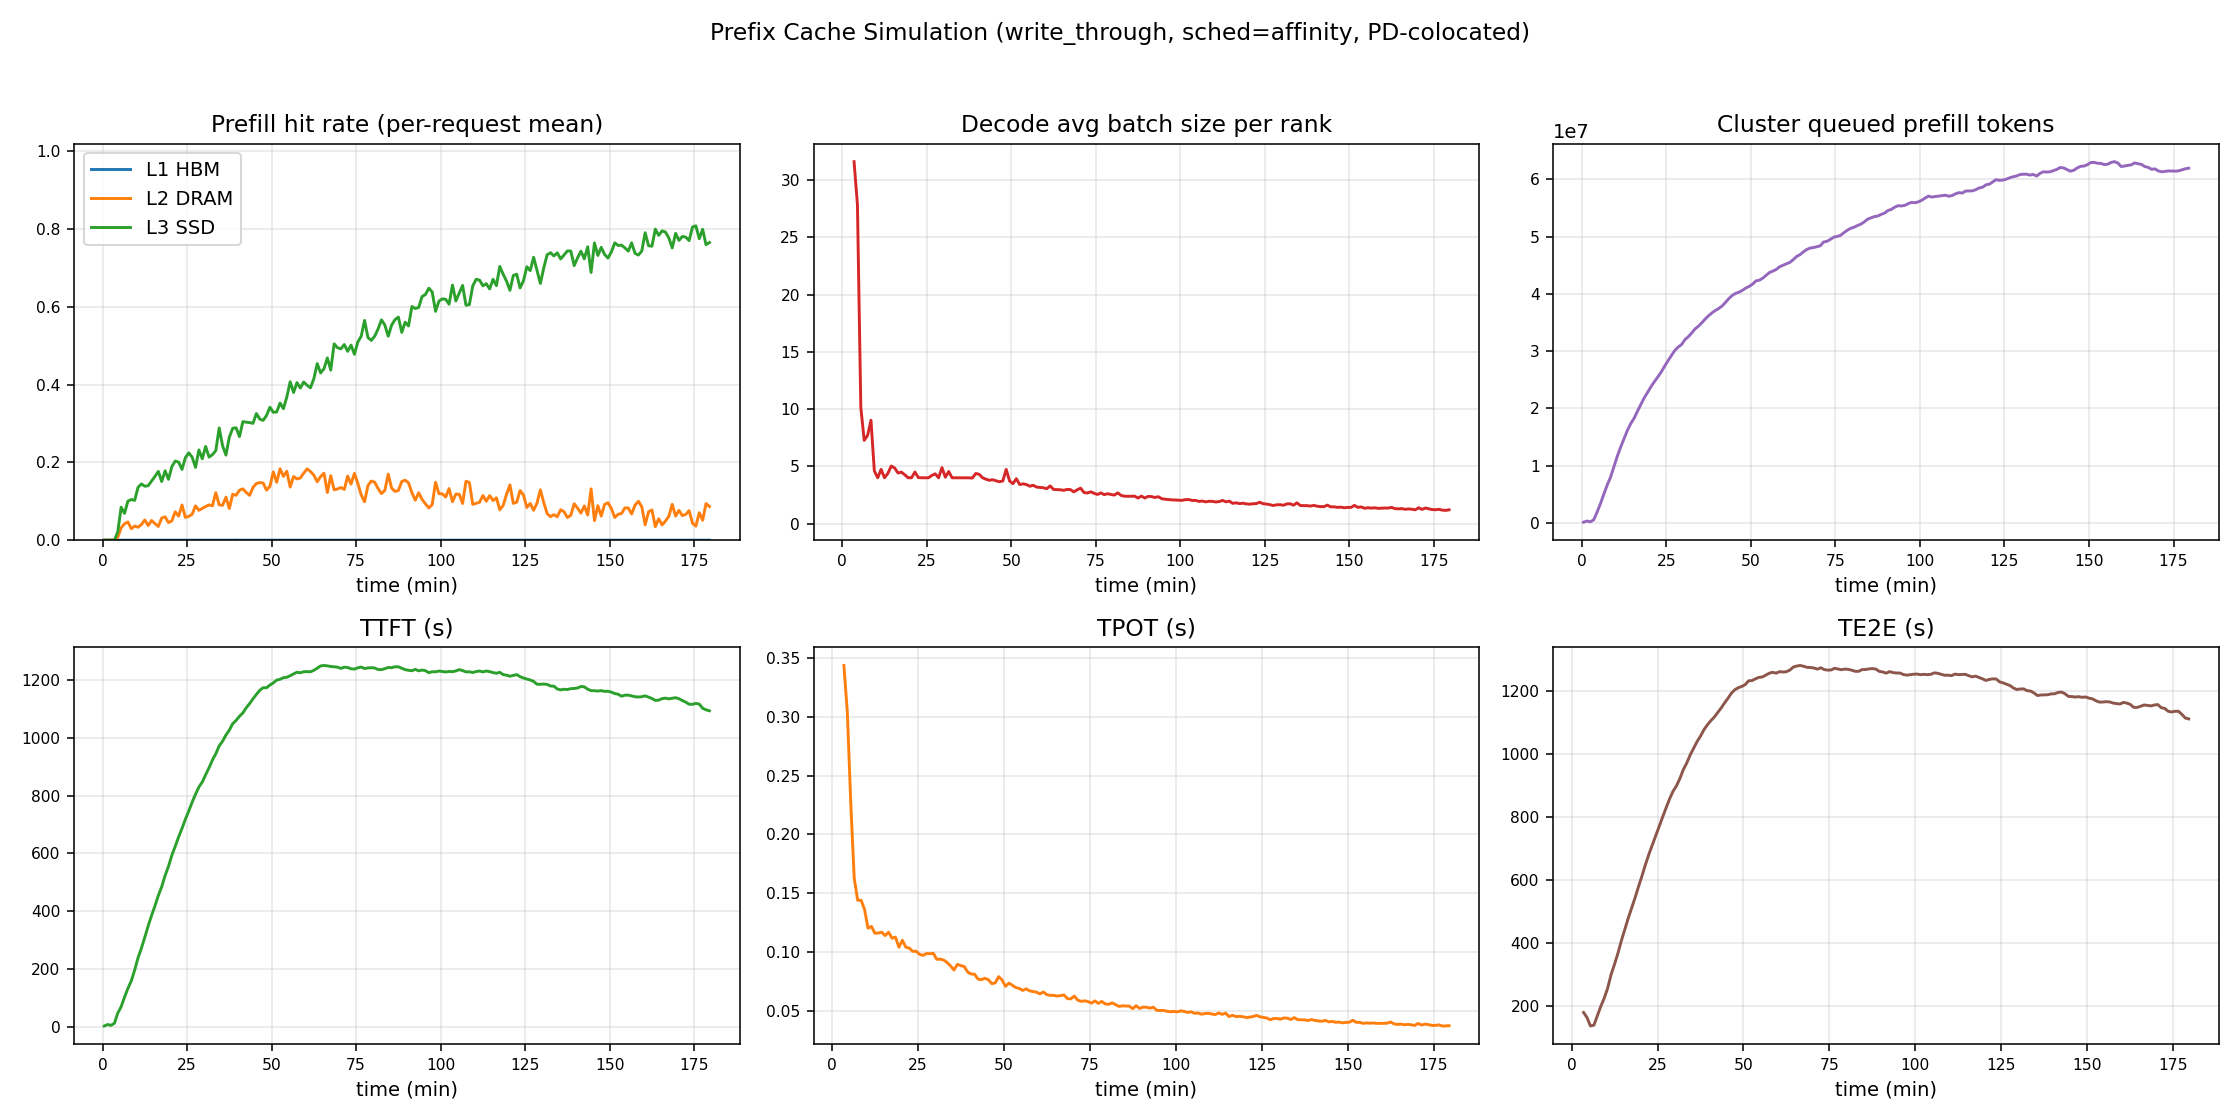 Prefix Cache Simulation (write_through, sched=affinity, PD-colocated)
Prefill hit rate (per-request mean)
1.0
0.8
0.6
0.4
0.2
0.0
L1 HBM
L2 DRAM
L3 SSD
0 25 50 75 100 125 150 175
time (min)
Decode avg batch size per rank
30
25
20
15
10
5
0
0 25 50 75 100 125 150 175
time (min)
Cluster queued prefill tokens
1e7
6
5
4
3
2
1
0
0 25 50 75 100 125 150 175
time (min)
TTFT (s)
1200
1000
800
600
400
200
0
0 25 50 75 100 125 150 175
time (min)
TPOT (s)
0.35
0.30
0.25
0.20
0.15
0.10
0.05
0 25 50 75 100 125 150 175
time (min)
TE2E (s)
1200
1000
800
600
400
200
0 25 50 75 100 125 150 175
time (min)